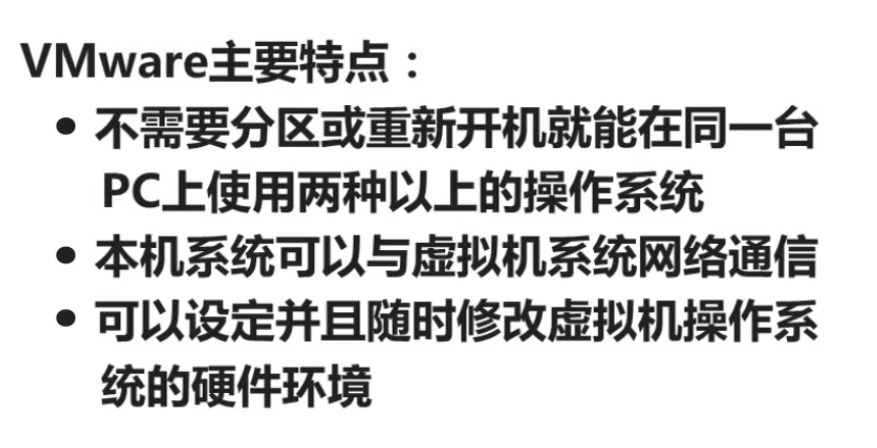 VMware主要特点：
• 不需要分区或重新开机就能在同一台
PC上使用两种以上的操作系统
• 本机系统可以与虚拟机系统网络通信
• 可以设定并且随时修改虚拟机操作系
统的硬件环境